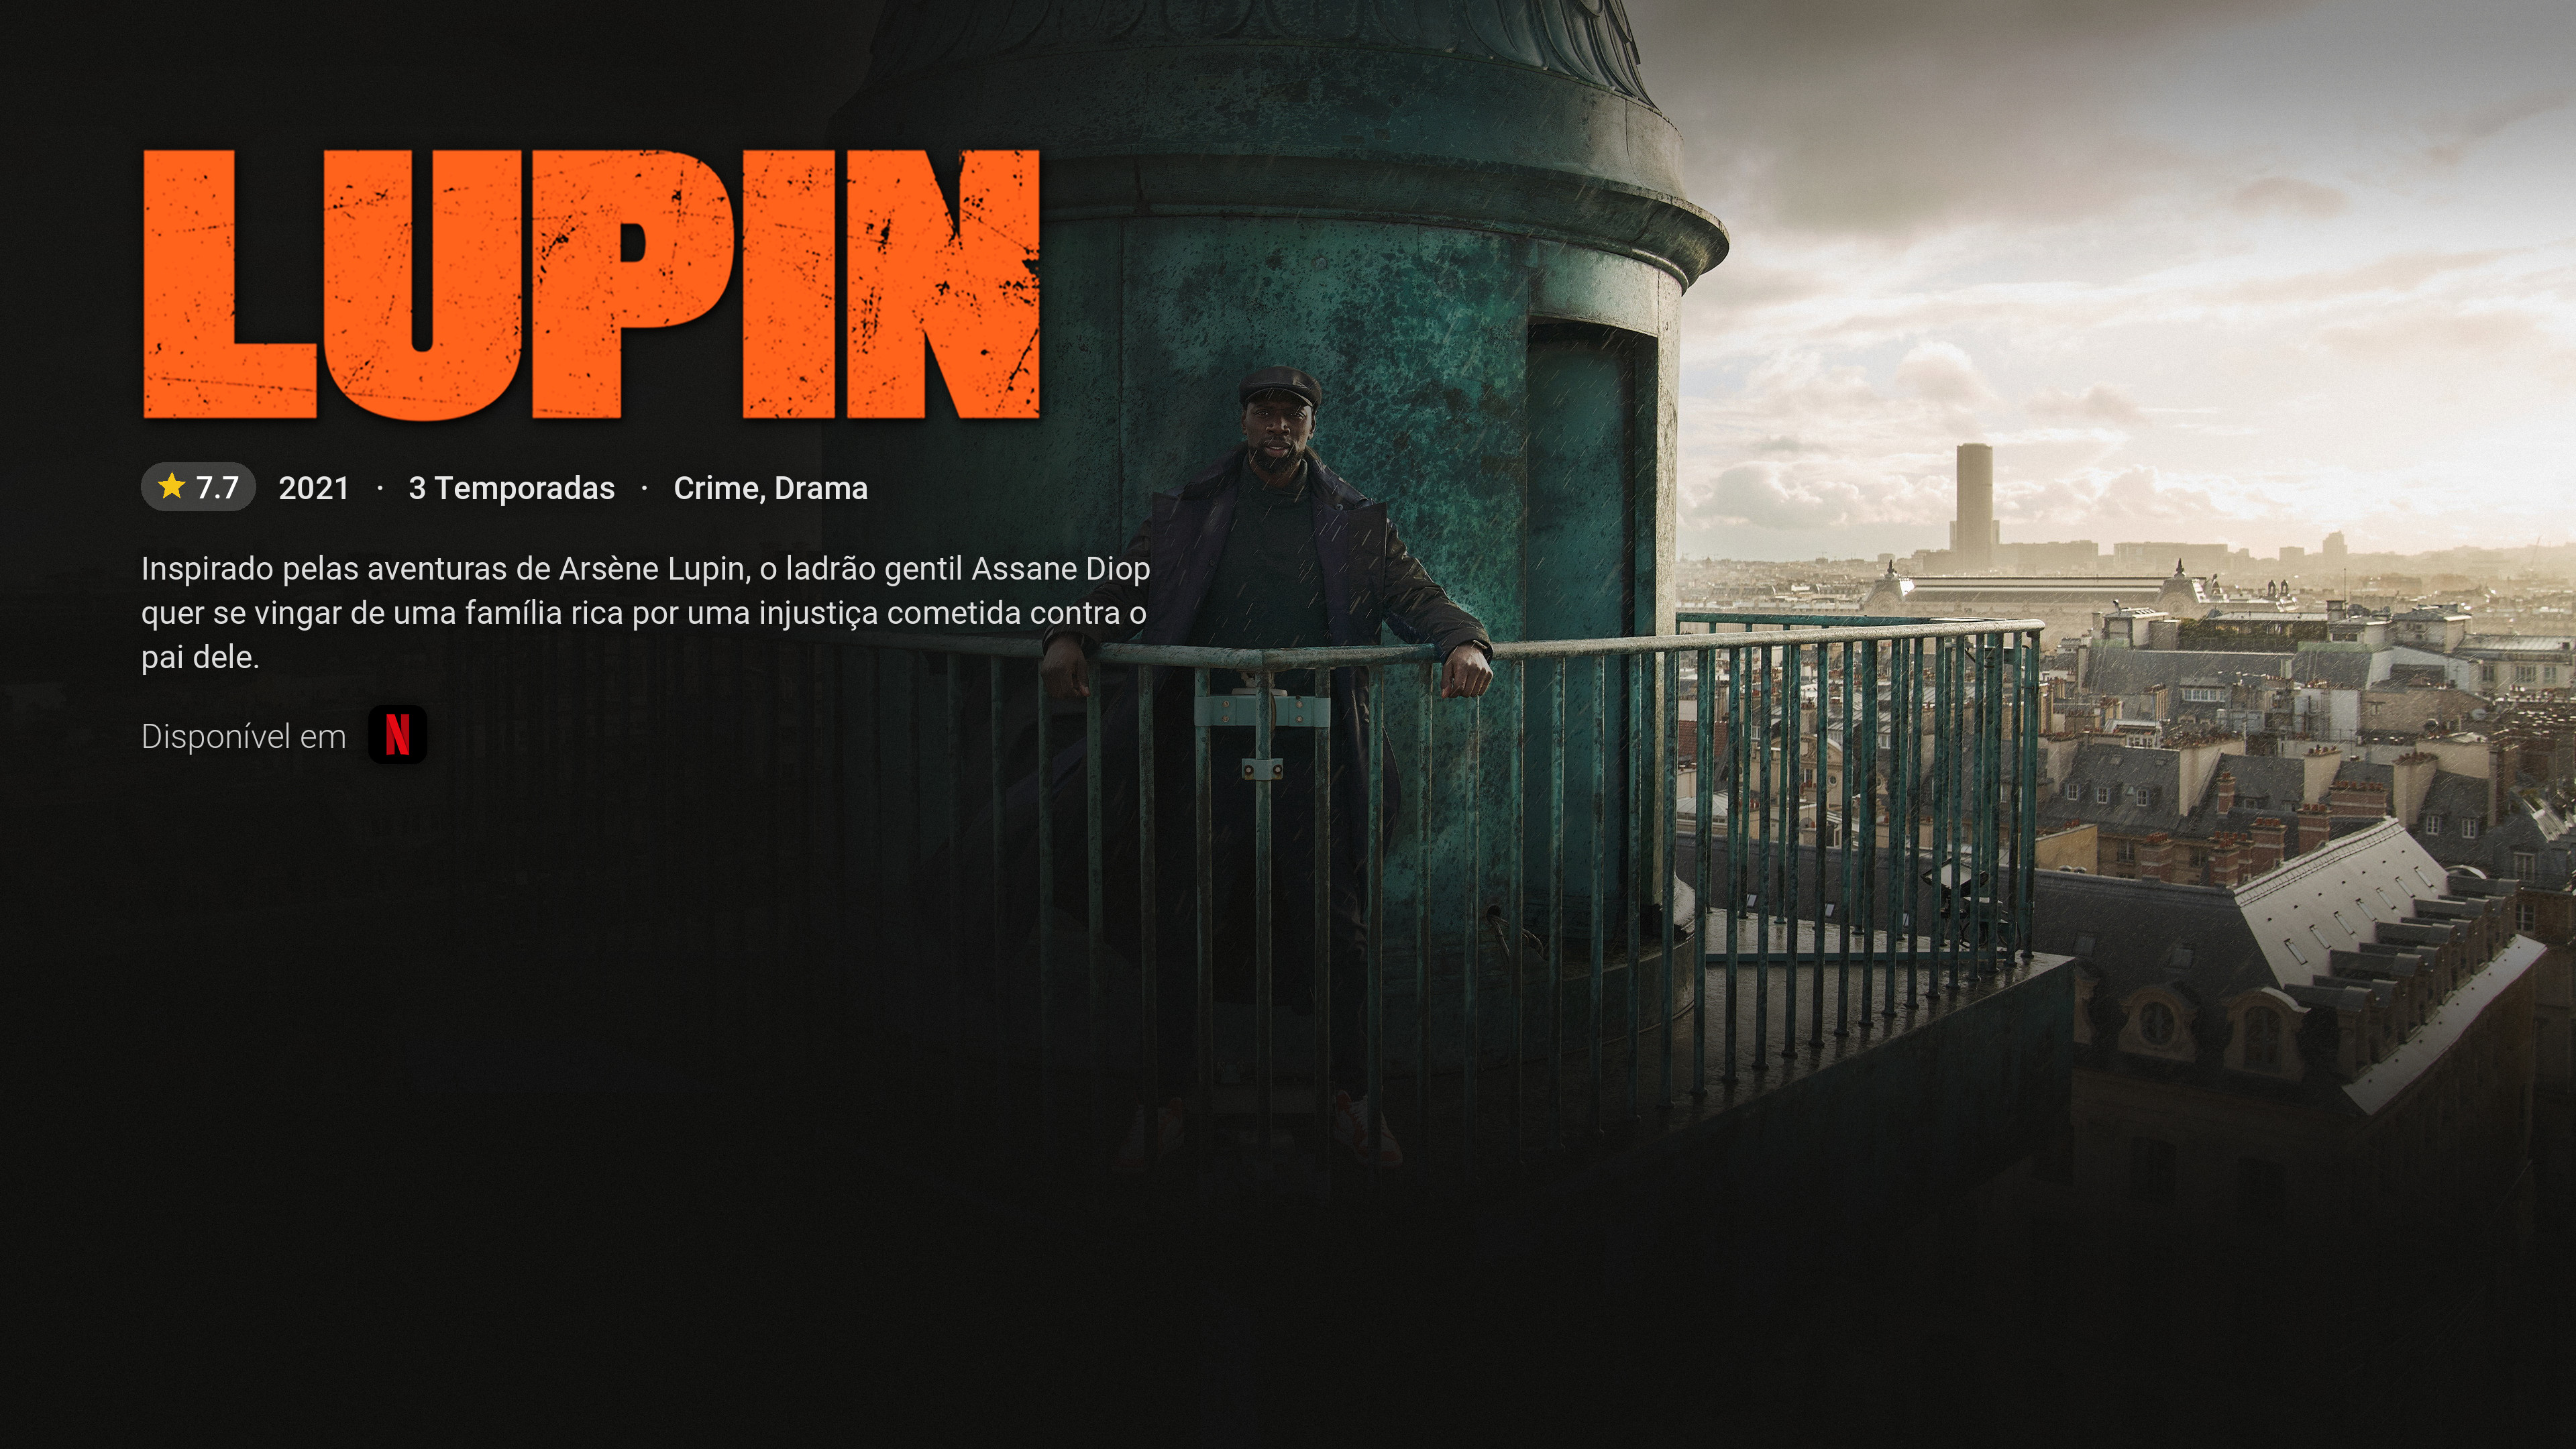 LUPIN
7.7 2021 · 3 Temporadas · Crime, Drama
Inspirado pelas aventuras de Arsène Lupin, o ladrão gentil Assane Diop
quer se vingar de uma família rica por uma injustiça cometida contra o
pai dele.
Disponível em N